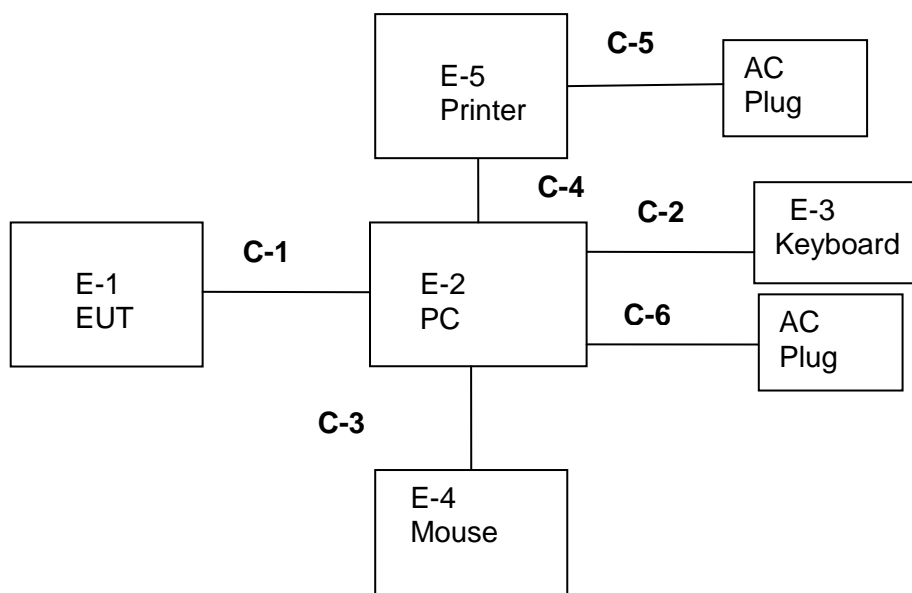 C-5
E-5
Printer
AC
Plug
C-4
C-2
E-3
Keyboard
C-1
E-1
EUT
E-2
PC
C-6
AC
Plug
C-3
E-4
Mouse